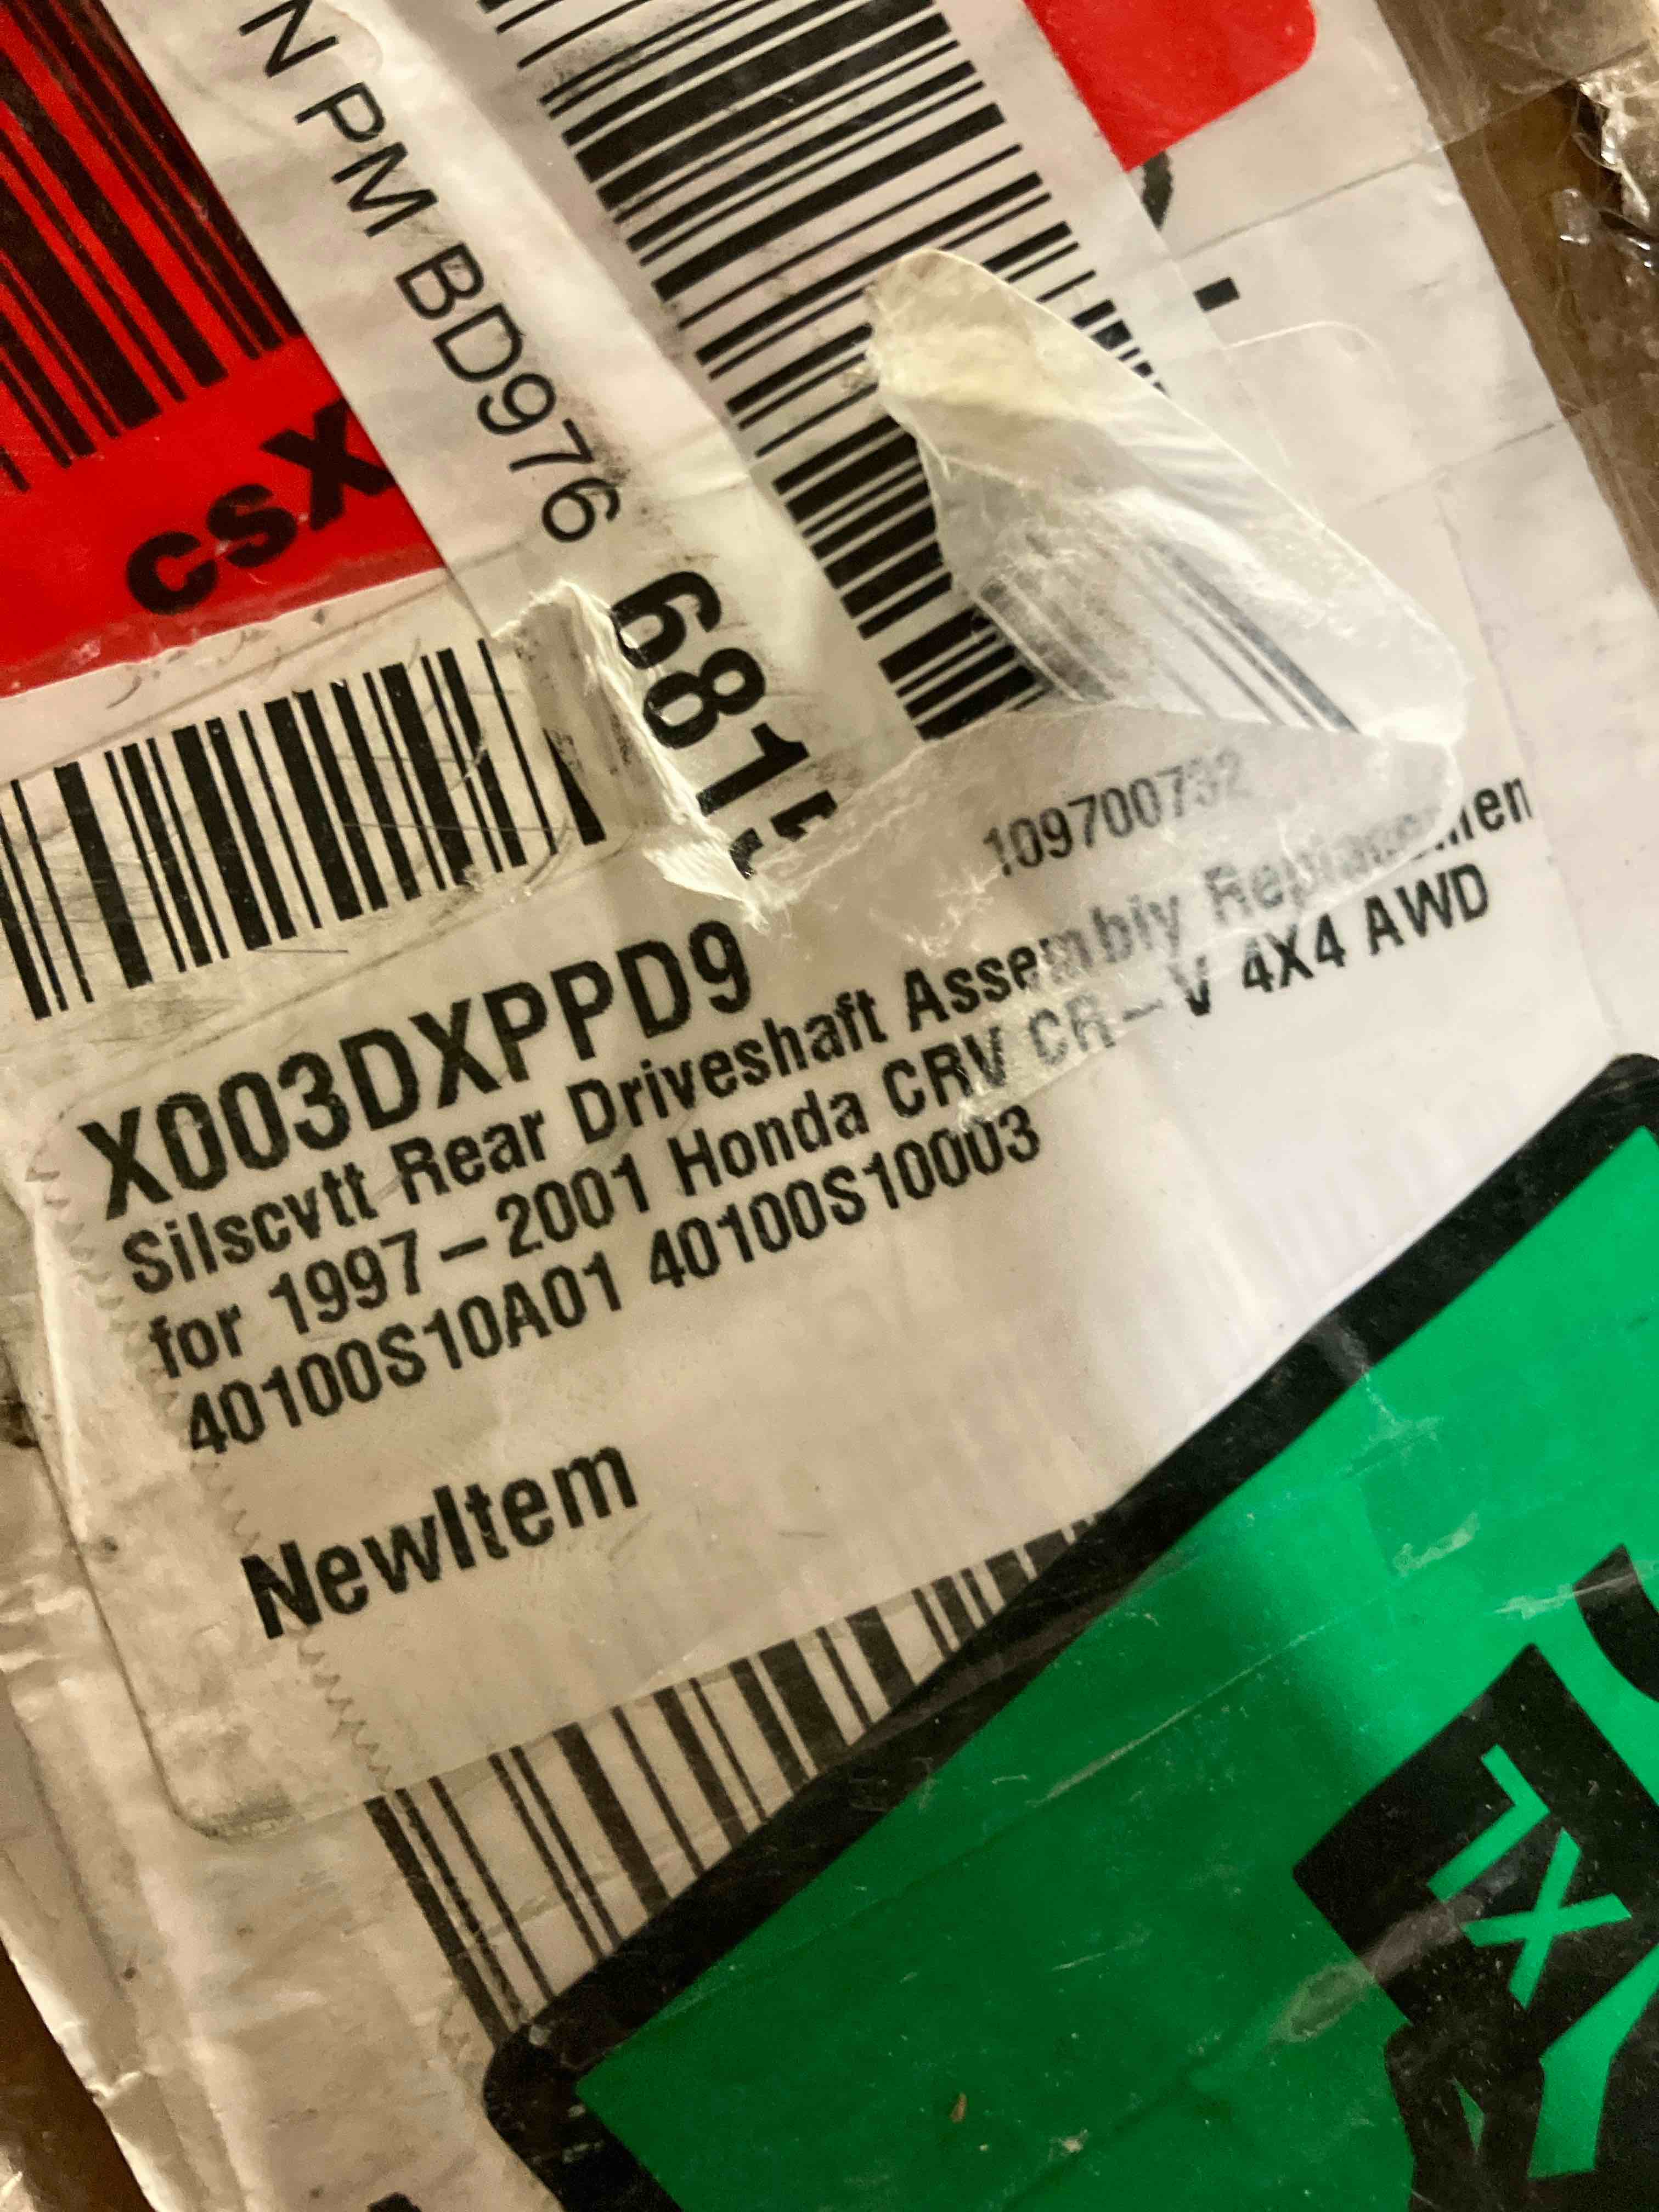 N PM BD976
csX
681
109700732
X003DXPPD9
Silscvtt Rear Driveshaft Assembly Replacemen
for 1997-2001 Honda CRV CR-V 4X4 AWD
40100S10A01 40100S10003
NewItem